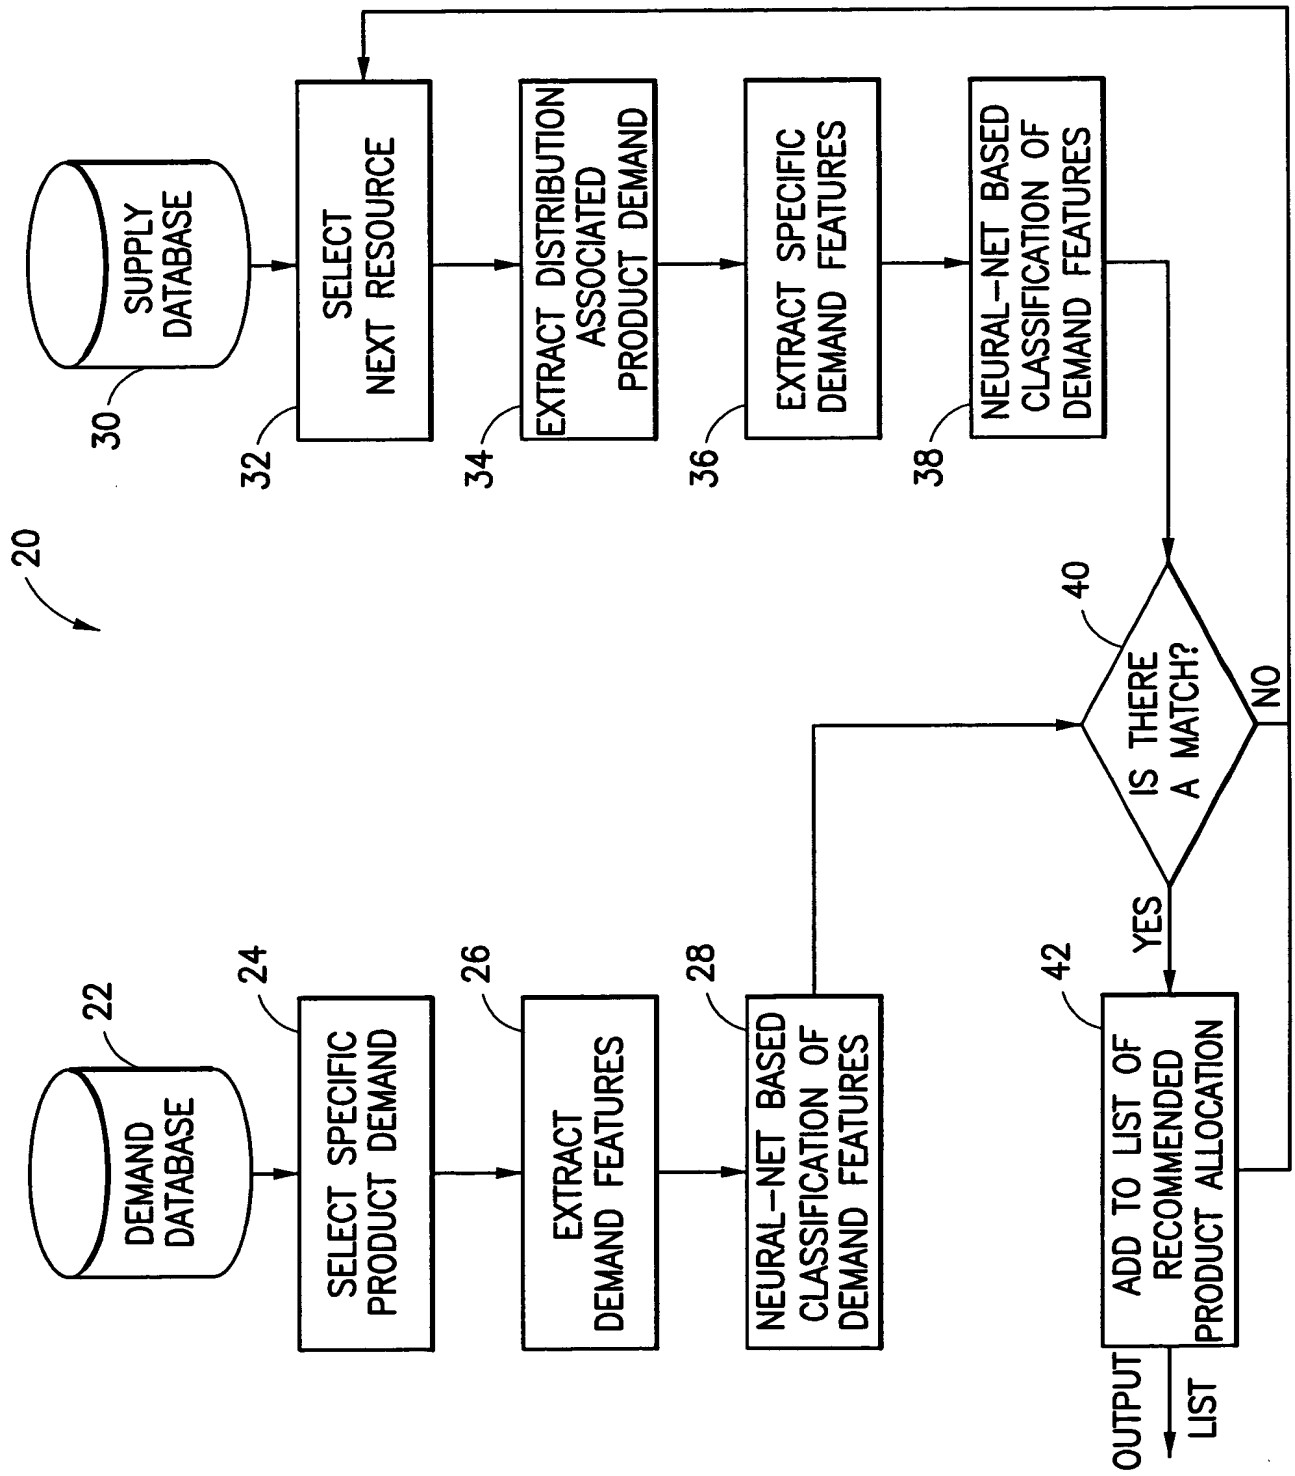 20
DEMAND
DATABASE
22
SELECT SPECIFIC
PRODUCT DEMAND
24
EXTRACT
DEMAND FEATURES
26
NEURAL–NET BASED
CLASSIFICATION OF
DEMAND FEATURES
28
SUPPLY
DATABASE
30
SELECT
NEXT RESOURCE
32
EXTRACT DISTRIBUTION
ASSOCIATED
PRODUCT DEMAND
34
EXTRACT SPECIFIC
DEMAND FEATURES
36
NEURAL–NET BASED
CLASSIFICATION OF
DEMAND FEATURES
38
IS THERE
A MATCH?
40
YES
NO
ADD TO LIST OF
RECOMMENDED
PRODUCT ALLOCATION
42
OUTPUT
LIST